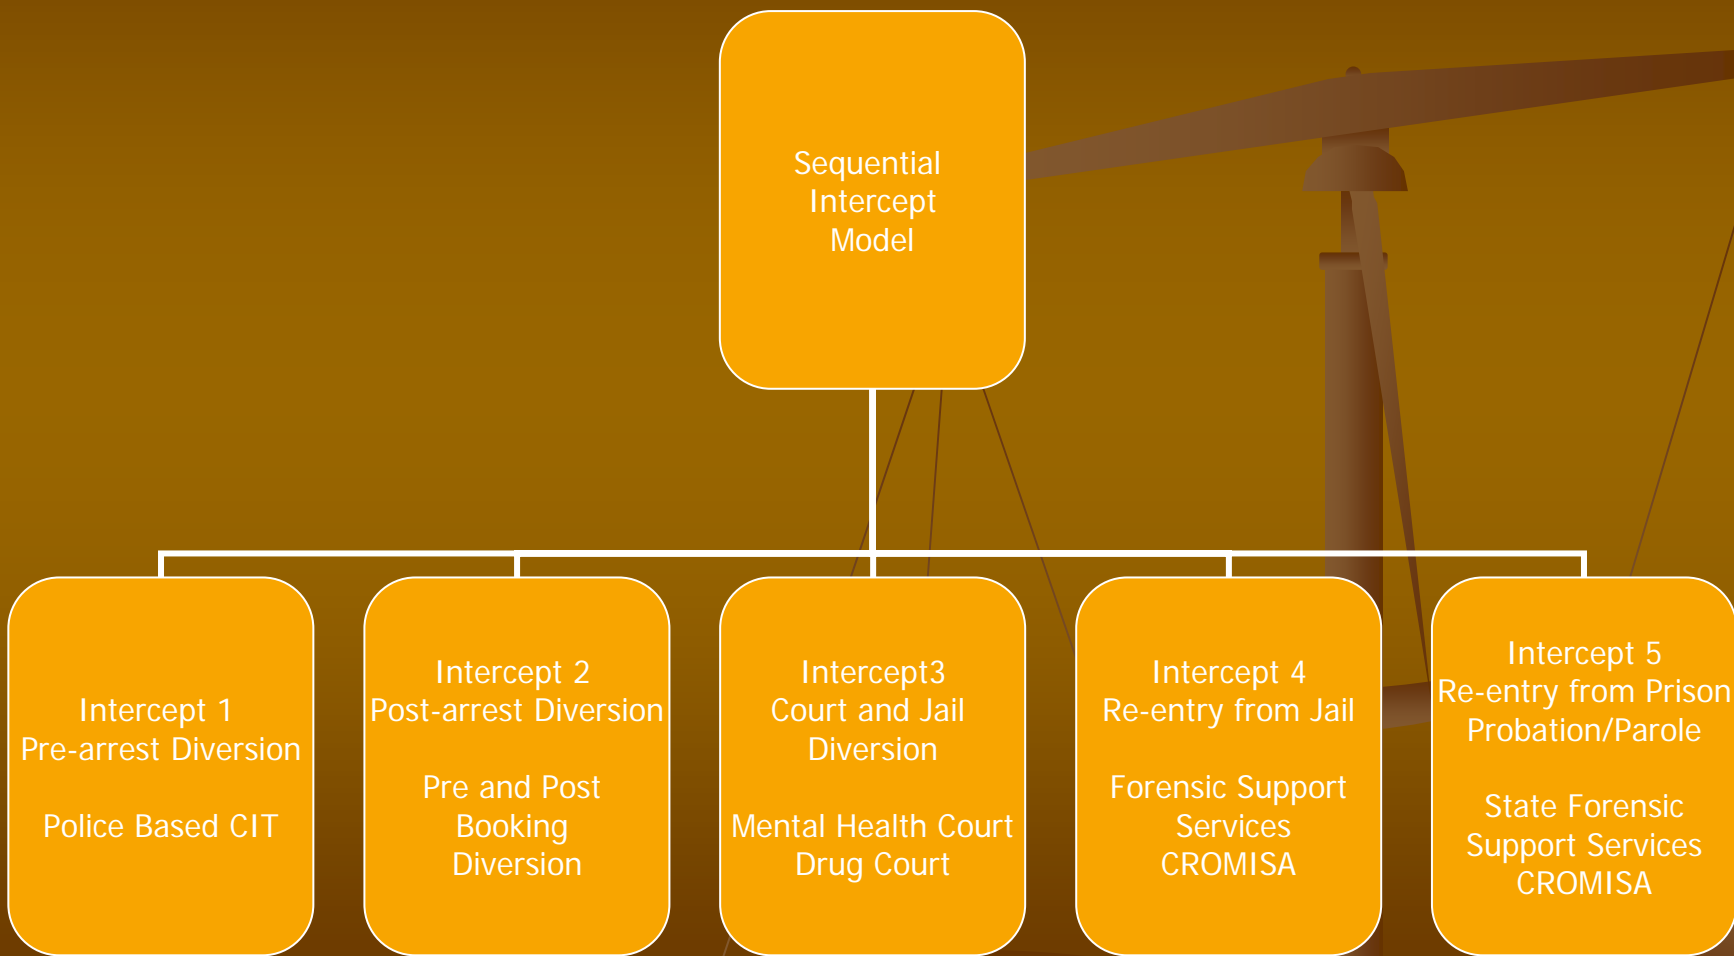 Sequential
Intercept
Model
Intercept 1
Pre-arrest Diversion
Police Based CIT
Intercept 2
Post-arrest Diversion
Pre and Post
Booking
Diversion
Intercept3
Court and Jail
Diversion
Mental Health Court
Drug Court
Intercept 4
Re-entry from Jail
Forensic Support
Services
CROMISA
Intercept 5
Re-entry from Prison
Probation/Parole
State Forensic
Support Services
CROMISA